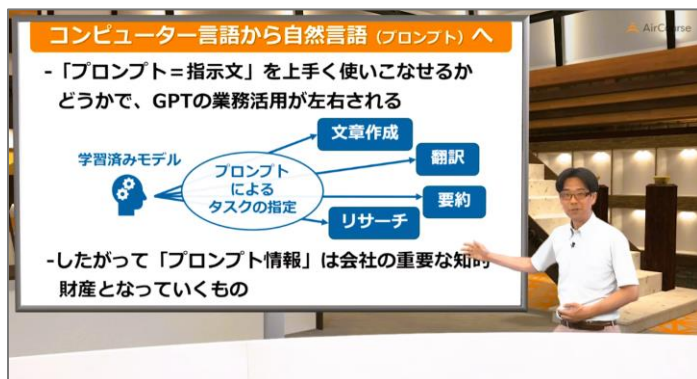 コンピューター言語から自然言語（プロンプト）へ
AirCourse
-「プロンプト＝指示文」を上手く使いこなせるか
どうかで、GPTの業務活用が左右される
学習済みモデル
プロンプト
による
タスクの指定
文章作成
翻訳
要約
リサーチ
-したがって「プロンプト情報」は会社の重要な知的
財産となっていくもの